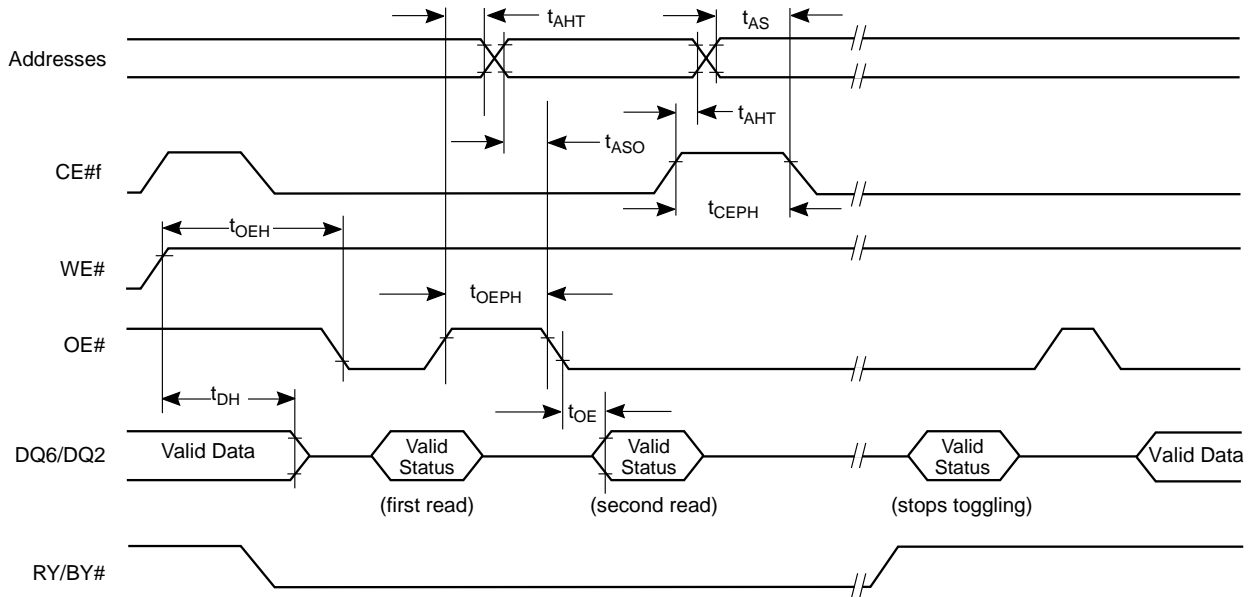 tAHT
tAS
Addresses
tAHT
tASO
CE#f
tCEPH
tOEH
WE#
tOEPH
OE#
tDH
tOE
DQ6/DQ2
Valid Data
Valid
Status
Valid
Status
Valid
Status
Valid Data
(first read)
(second read)
(stops toggling)
RY/BY#